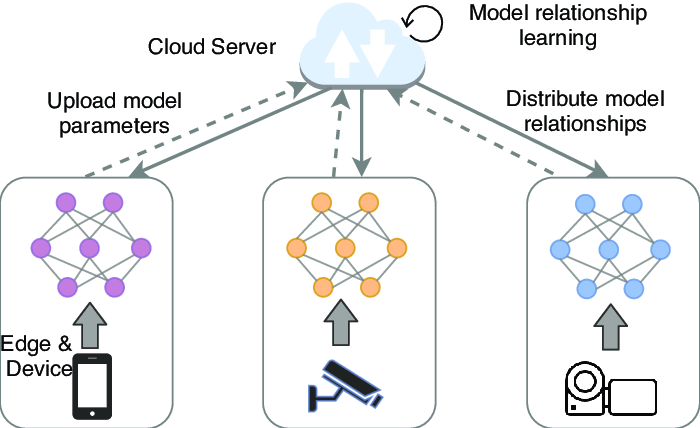 Model relationship
learning
Cloud Server
Upload model
parameters
Distribute model
relationships
Edge &
Device